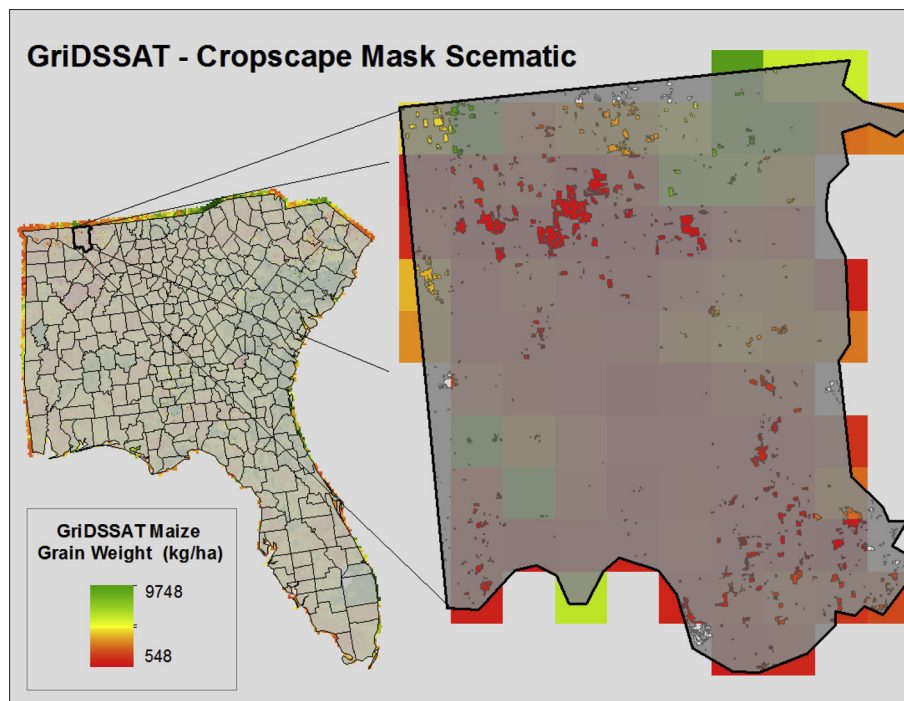 GriDSSAT - Cropscape Mask Scematic
GriDSSAT Maize
Grain Weight (kg/ha)
9748
548